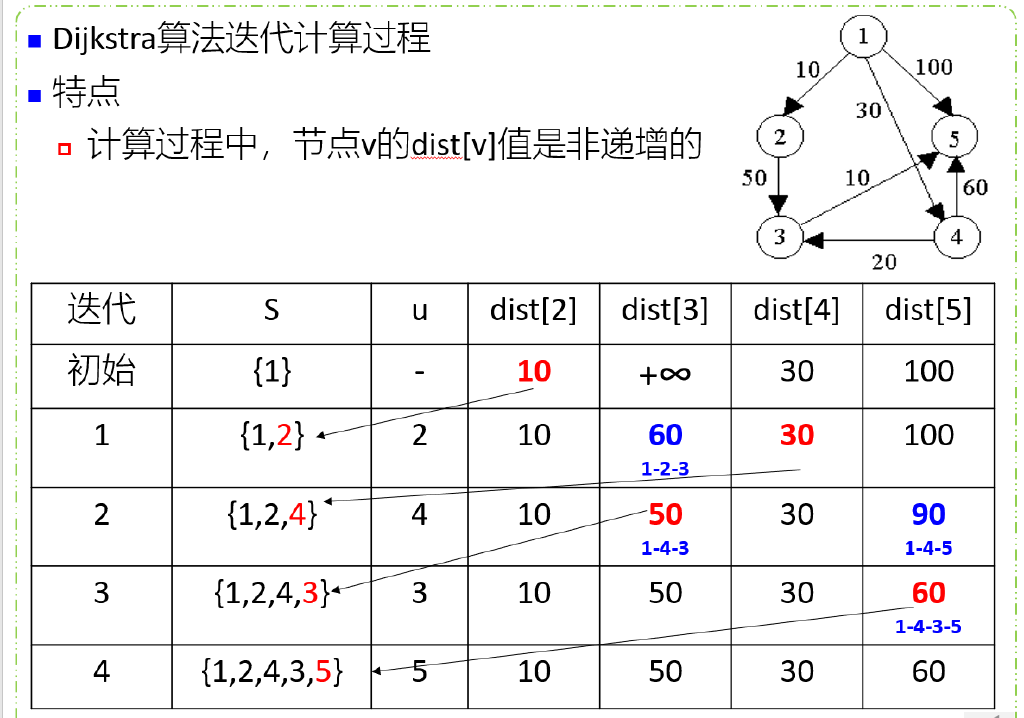 Dijkstra算法迭代计算过程
特点
计算过程中，节点v的dist[v]值是非递增的
1
10
100
30
2
5
50
10
60
3
4
20
迭代 S u dist[2] dist[3] dist[4] dist[5]
初始 {1} - 10 +∞ 30 100
1 {1,2} 2 10 60 30 100
1-2-3
2 {1,2,4} 4 10 50 30 90
1-4-3 1-4-5
3 {1,2,4,3} 3 10 50 30 60
1-4-3-5
4 {1,2,4,3,5} 5 10 50 30 60